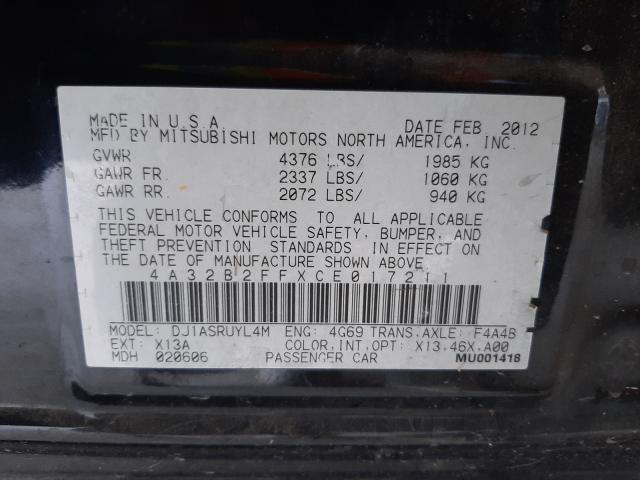 MADE IN U.S.A. DATE FEB. 2012
MFD BY MITSUBISHI MOTORS NORTH AMERICA, INC.
GVWR 4376 LBS/ 1985 KG
GAWR FR. 2337 LBS/ 1060 KG
GAWR RR. 2072 LBS/ 940 KG
THIS VEHICLE CONFORMS TO ALL APPLICABLE
FEDERAL MOTOR VEHICLE SAFETY, BUMPER, AND
THEFT PREVENTION STANDARDS IN EFFECT ON
THE DATE OF MANUFACTURE SHOWN ABOVE
4A32B2FFXCE017211
MODEL: DJ1ASRUYL4M ENG: 4G69 TRANS.AXLE: F4A4B
EXT: X13A COLOR,INT,OPT: X13,46X,A00
MDH 020606 PASSENGER CAR MU001418